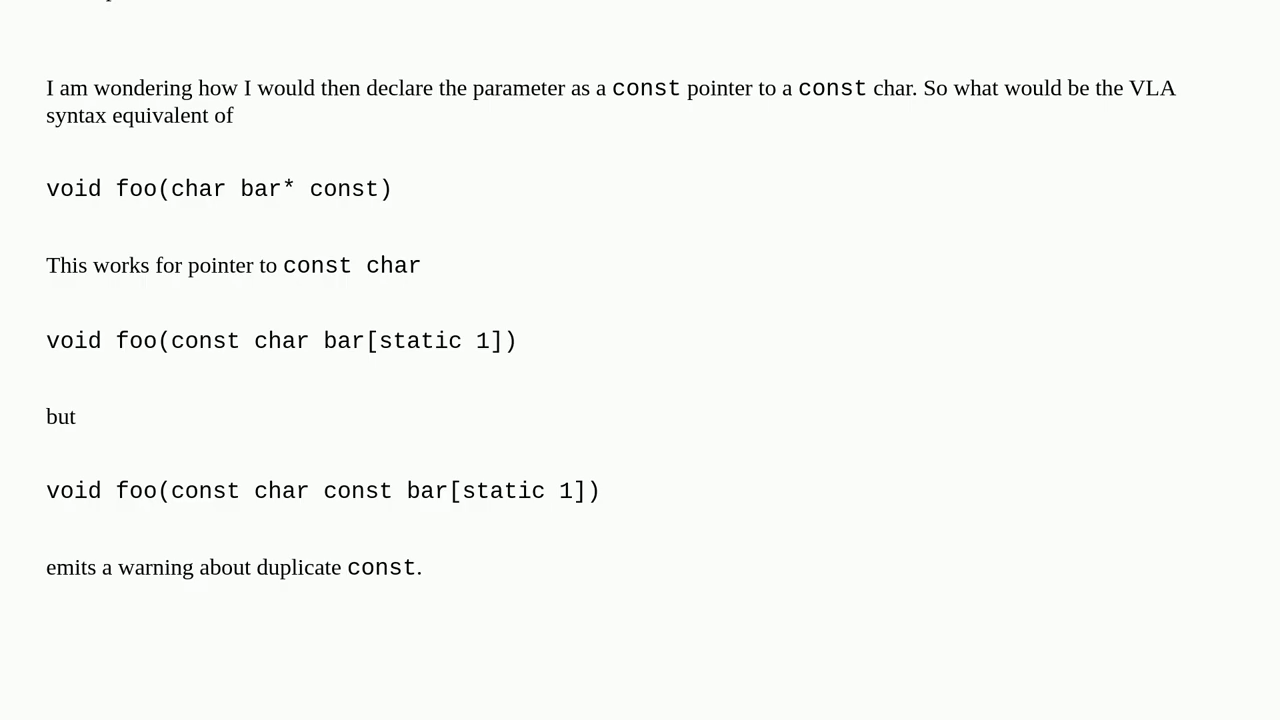 I am wondering how I would then declare the parameter as a const pointer to a const char. So what would be the VLA
syntax equivalent of
void foo(char bar* const)
This works for pointer to const char
void foo(const char bar[static 1])
but
void foo(const char const bar[static 1])
emits a warning about duplicate const.